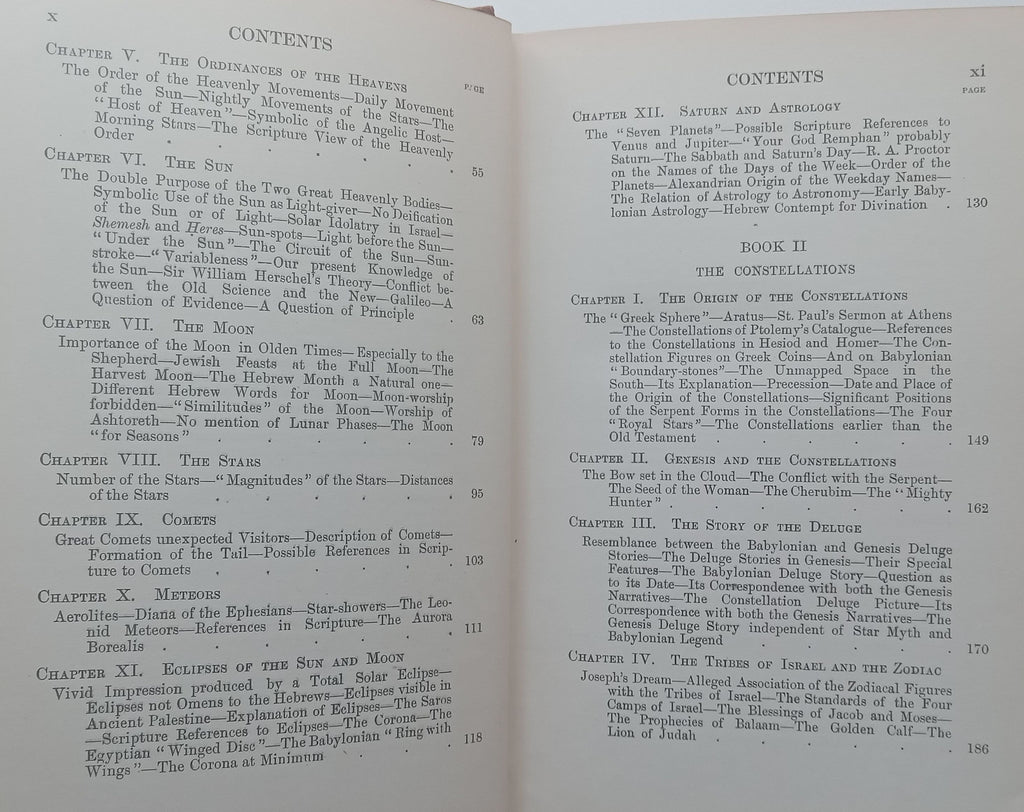 x
CONTENTS
PAGE
CHAPTER V. THE ORDINANCES OF THE HEAVENS
The Order of the Heavenly Movements—Daily Movement
of the Sun—Nightly Movements of the Stars—The
"Host of Heaven"—Symbolic of the Angelic Host—
Morning Stars—The Scripture View of the Heavenly
Order . . . . . . . 55
CHAPTER VI. THE SUN
The Double Purpose of the Two Great Heavenly Bodies—
Symbolic Use of the Sun as Light-giver—No Deification
of the Sun or of Light—Solar Idolatry in Israel—
Shemesh and Heres—Sun-spots—Light before the Sun—
"Under the Sun"—The Circuit of the Sun—Sun-
stroke—"Variableness"—Our present Knowledge of
the Sun—Sir William Herschel's Theory—Conflict be-
tween the Old Science and the New—Galileo—A
Question of Evidence—A Question of Principle . 63
CHAPTER VII. THE MOON
Importance of the Moon in Olden Times—Especially to the
Shepherd—Jewish Feasts at the Full Moon—The
Harvest Moon—The Hebrew Month a Natural one—
Different Hebrew Words for Moon—Moon-worship
forbidden—"Similitudes" of the Moon—Worship of
Ashtoreth—No mention of Lunar Phases—The Moon
"for Seasons" . . . . . . 79
CHAPTER VIII. THE STARS
Number of the Stars—"Magnitudes" of the Stars—Distances
of the Stars . . . . . . 95
CHAPTER IX. COMETS
Great Comets unexpected Visitors—Description of Comets—
Formation of the Tail—Possible References in Scrip-
ture to Comets . . . . . 103
CHAPTER X. METEORS
Aerolites—Diana of the Ephesians—Star-showers—The Leo-
nid Meteors—References in Scripture—The Aurora
Borealis . . . . . . 111
CHAPTER XI. ECLIPSES OF THE SUN AND MOON
Vivid Impression produced by a Total Solar Eclipse—
Eclipses not Omens to the Hebrews—Eclipses visible in
Ancient Palestine—Explanation of Eclipses—The Saros
—Scripture References to Eclipses—The Corona—The
Egyptian "Winged Disc"—The Babylonian "Ring with
Wings"—The Corona at Minimum . . . 118
CONTENTS
xi
PAGE
CHAPTER XII. SATURN AND ASTROLOGY
The "Seven Planets"—Possible Scripture References to
Venus and Jupiter—"Your God Remphan" probably
Saturn—The Sabbath and Saturn's Day—R. A. Proctor
on the Names of the Days of the Week—Order of the
Planets—Alexandrian Origin of the Weekday Names—
The Relation of Astrology to Astronomy—Early Baby-
lonian Astrology—Hebrew Contempt for Divination . 130
BOOK II
THE CONSTELLATIONS
CHAPTER I. THE ORIGIN OF THE CONSTELLATIONS
The "Greek Sphere"—Aratus—St. Paul's Sermon at Athens
—The Constellations of Ptolemy's Catalogue—References
to the Constellations in Hesiod and Homer—The Con-
stellation Figures on Greek Coins—And on Babylonian
"Boundary-stones"—The Unmapped Space in the
South—Its Explanation—Precession—Date and Place of
the Origin of the Constellations—Significant Positions
of the Serpent Forms in the Constellations—The Four
"Royal Stars"—The Constellations earlier than the
Old Testament . . . . . . 149
CHAPTER II. GENESIS AND THE CONSTELLATIONS
The Bow set in the Cloud—The Conflict with the Serpent—
The Seed of the Woman—The Cherubim—The "Mighty
Hunter" . . . . . . . 162
CHAPTER III. THE STORY OF THE DELUGE
Resemblance between the Babylonian and Genesis Deluge
Stories—The Deluge Stories in Genesis—Their Special
Features—The Babylonian Deluge Story—Question as
to its Date—Its Correspondence with both the Genesis
Narratives—The Constellation Deluge Picture—Its
Correspondence with both the Genesis Narratives—The
Genesis Deluge Story independent of Star Myth and
Babylonian Legend . . . . . 170
CHAPTER IV. THE TRIBES OF ISRAEL AND THE ZODIAC
Joseph's Dream—Alleged Association of the Zodiacal Figures
with the Tribes of Israel—The Standards of the Four
Camps of Israel—The Blessings of Jacob and Moses—
The Prophecies of Balaam—The Golden Calf—The
Lion of Judah . . . . . . 186